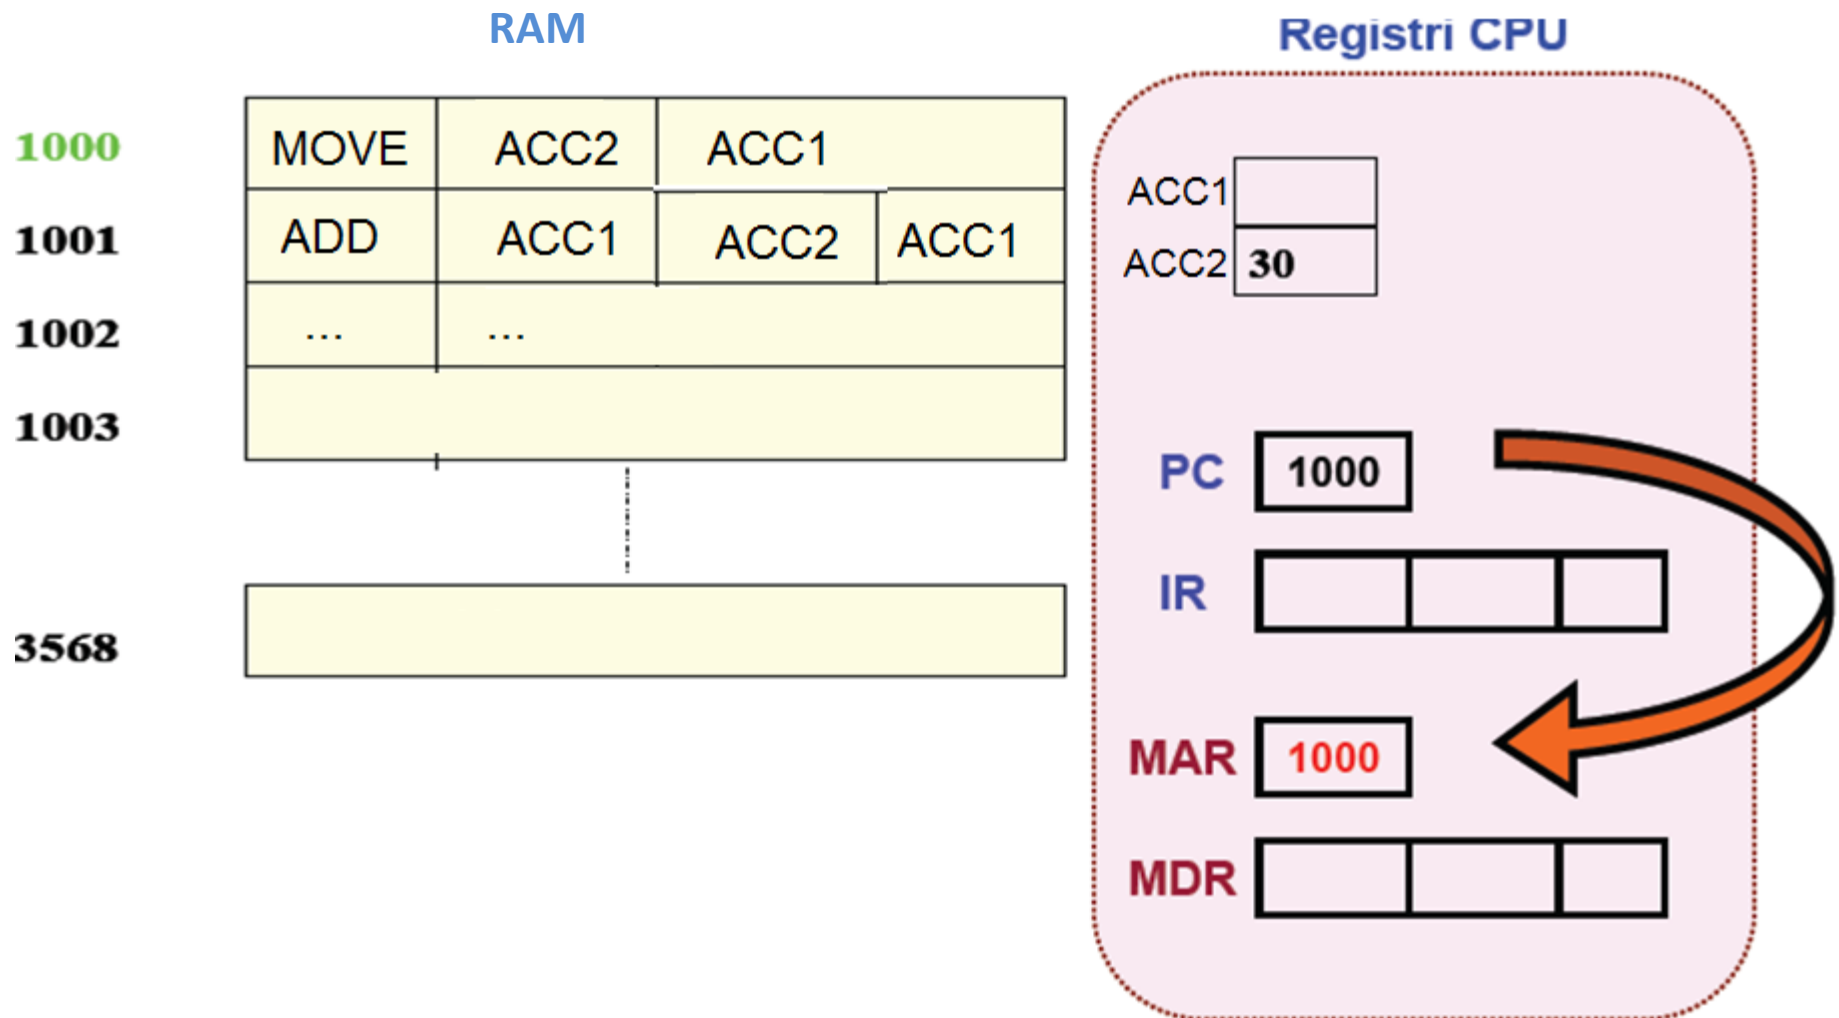 RAM
Registri CPU
1000 MOVE ACC2 ACC1
1001 ADD ACC1 ACC2 ACC1
1002 ... ...
1003
3568
ACC1
ACC2 30
PC 1000
IR
MAR 1000
MDR